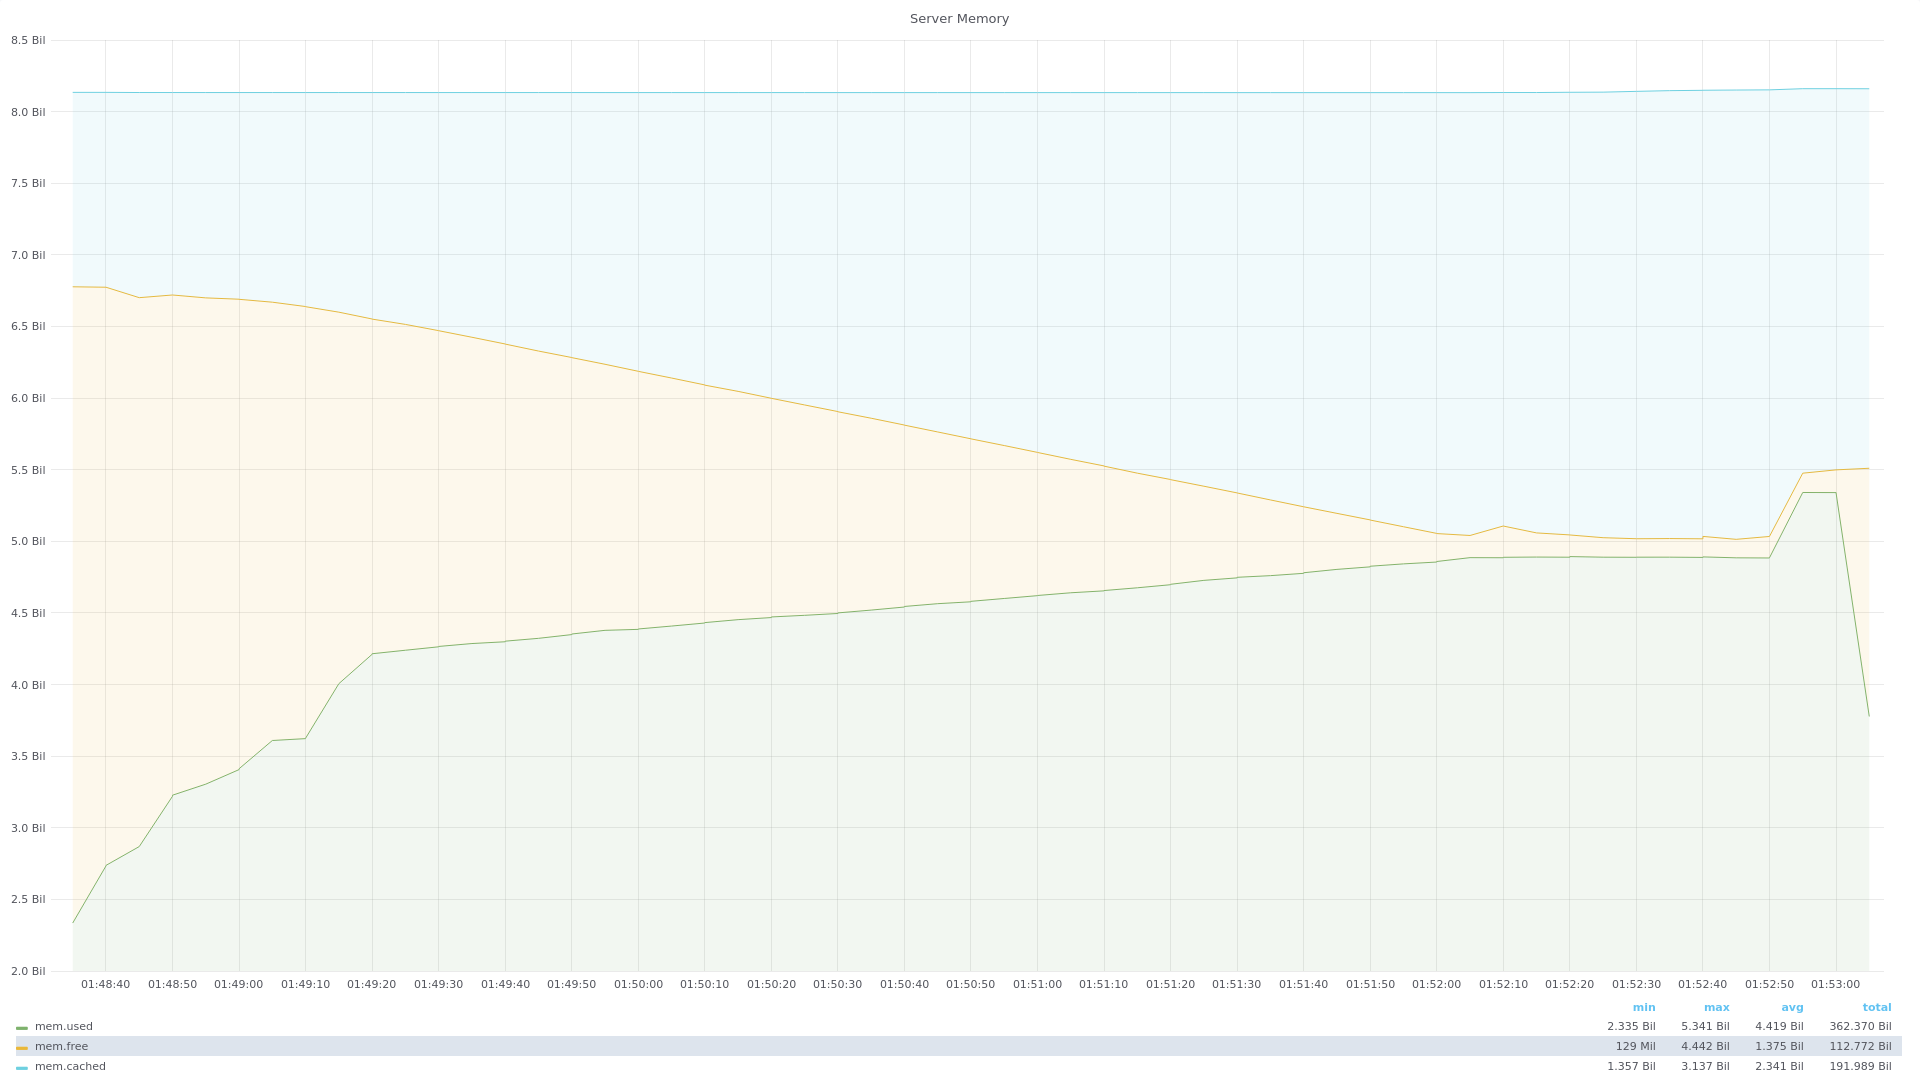 Server Memory
8.5 Bil
8.0 Bil
7.5 Bil
7.0 Bil
6.5 Bil
6.0 Bil
5.5 Bil
5.0 Bil
4.5 Bil
4.0 Bil
3.5 Bil
3.0 Bil
2.5 Bil
2.0 Bil
01:48:40 01:48:50 01:49:00 01:49:10 01:49:20 01:49:30 01:49:40 01:49:50 01:50:00 01:50:10 01:50:20 01:50:30 01:50:40 01:50:50 01:51:00 01:51:10 01:51:20 01:51:30 01:51:40 01:51:50 01:52:00 01:52:10 01:52:20 01:52:30 01:52:40 01:52:50 01:53:00
min max avg total
mem.used 2.335 Bil 5.341 Bil 4.419 Bil 362.370 Bil
mem.free 129 Mil 4.442 Bil 1.375 Bil 112.772 Bil
mem.cached 1.357 Bil 3.137 Bil 2.341 Bil 191.989 Bil